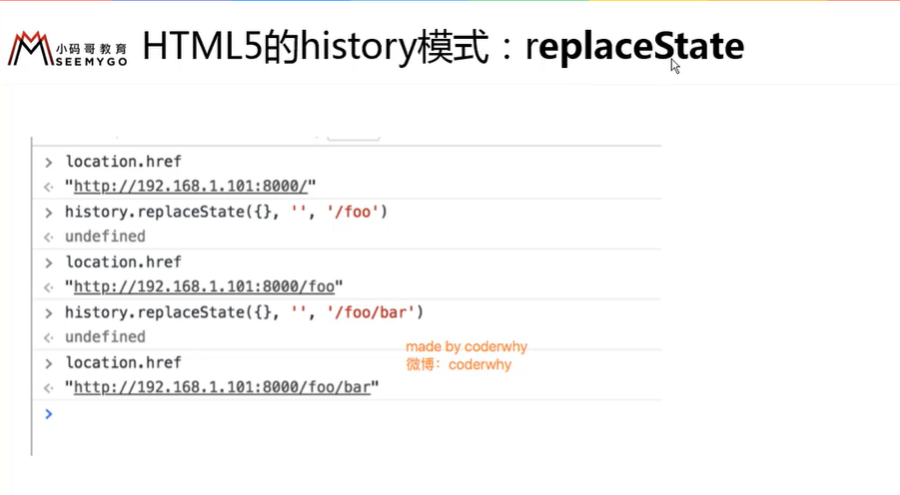 小码哥教育
SEEMYGO
HTML5的history模式：replaceState
> location.href
<· "http://192.168.1.101:8000/"
> history.replaceState({}, '', '/foo')
<· undefined
> location.href
<· "http://192.168.1.101:8000/foo"
> history.replaceState({}, '', '/foo/bar')
<· undefined
> location.href
<· "http://192.168.1.101:8000/foo/bar"
>
made by coderwhy
微博：coderwhy